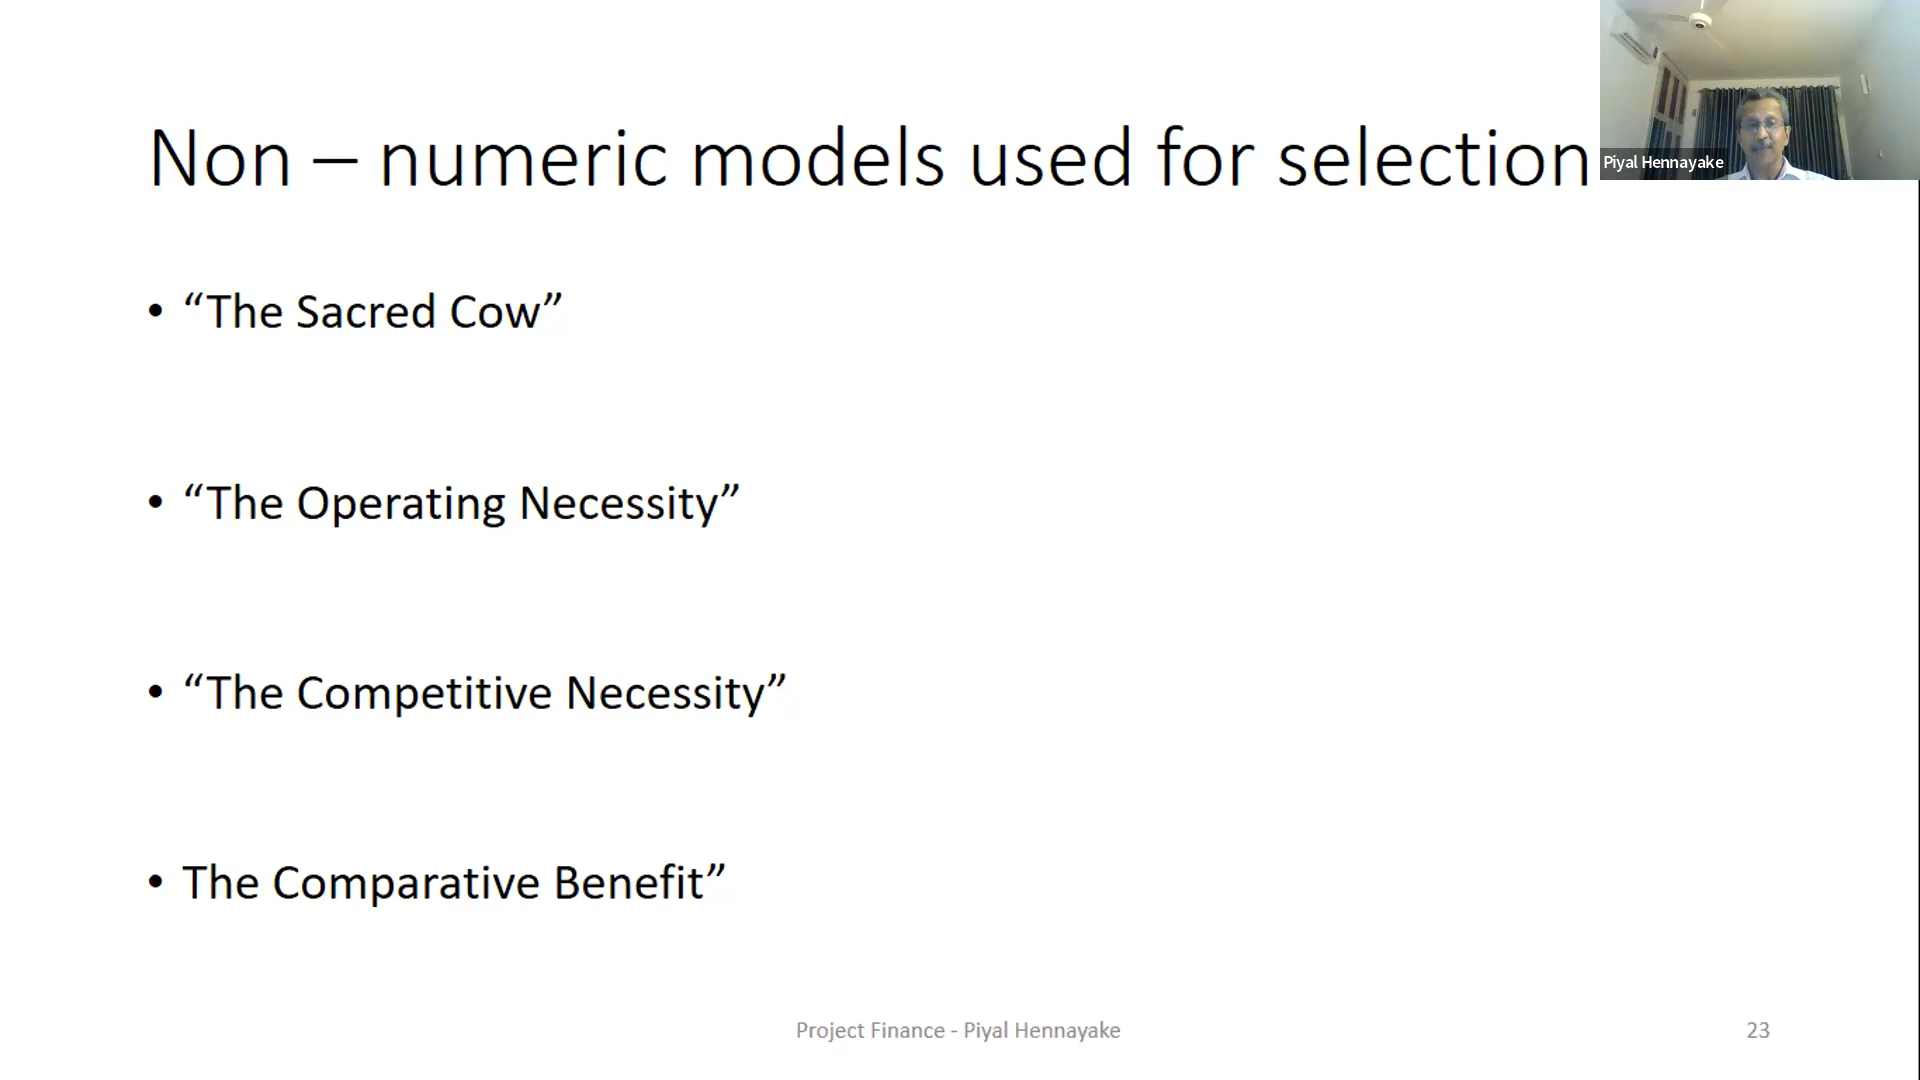 Non – numeric models used for selection
Piyal Hennayake
• “The Sacred Cow”
• “The Operating Necessity”
• “The Competitive Necessity”
• The Comparative Benefit”
Project Finance - Piyal Hennayake
23